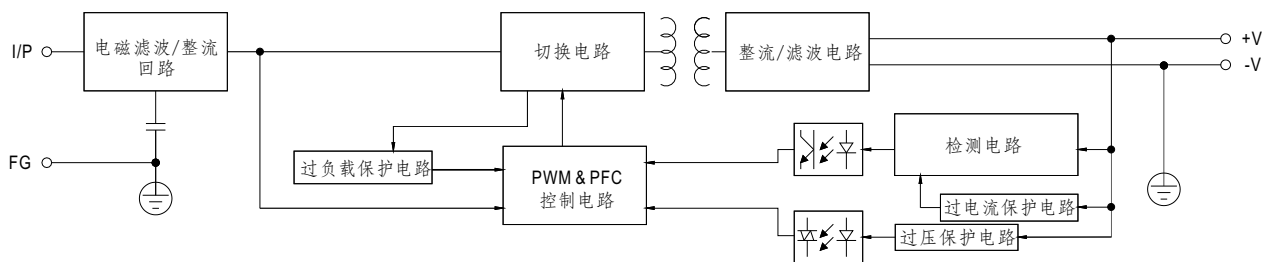 I/P
电磁滤波/整流
回路
切换电路
整流/滤波电路
+V
-V
FG
过负载保护电路
PWM & PFC
控制电路
检测电路
过电流保护电路
过压保护电路